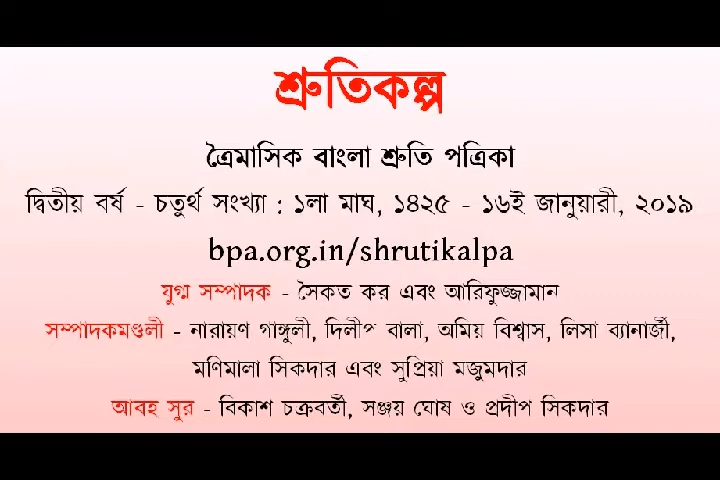 শ্রুতিকল্প
ত্রৈমাসিক বাংলা শ্রুতি পত্রিকা
দ্বিতীয় বর্ষ - চতুর্থ সংখ্যা : ১লা মাঘ, ১৪২৫ - ১৬ই জানুয়ারী, ২০১৯
bpa.org.in/shrutikalpa
যুগ্ম সম্পাদক - সৈকত কর এবং আরিফুজ্জামান
সম্পাদকমণ্ডলী - নারায়ণ গাঙ্গুলী, দিলীপ বালা, অমিয় বিশ্বাস, লিসা ব্যানার্জী,
মণিমালা সিকদার এবং সুপ্রিয়া মজুমদার
আবহ সুর - বিকাশ চক্রবর্তী, সঞ্জয় ঘোষ ও প্রদীপ সিকদার